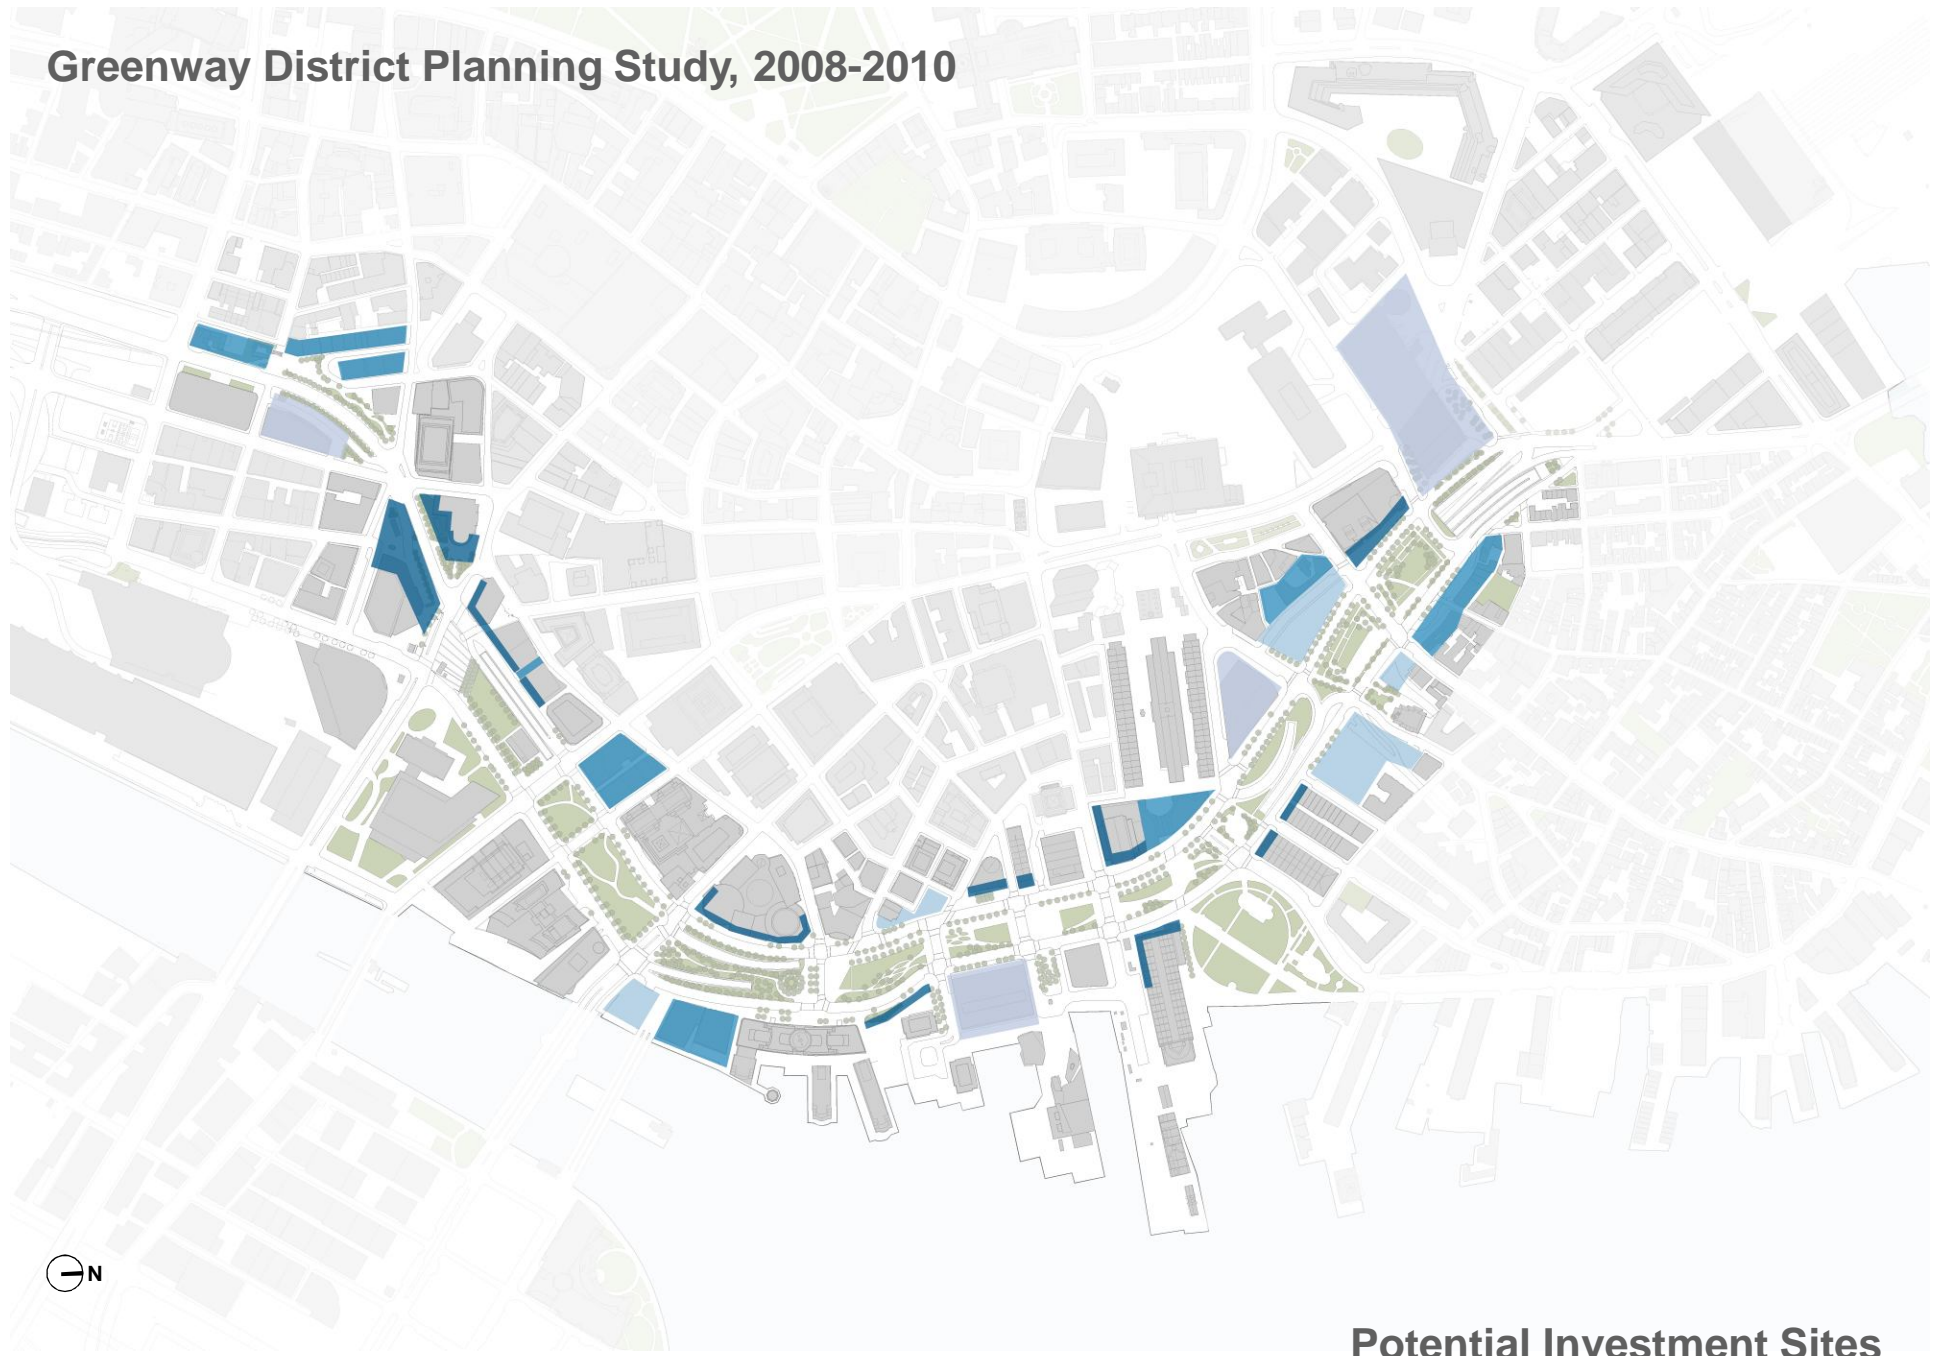 Greenway District Planning Study, 2008-2010
N
Potential Investment Sites